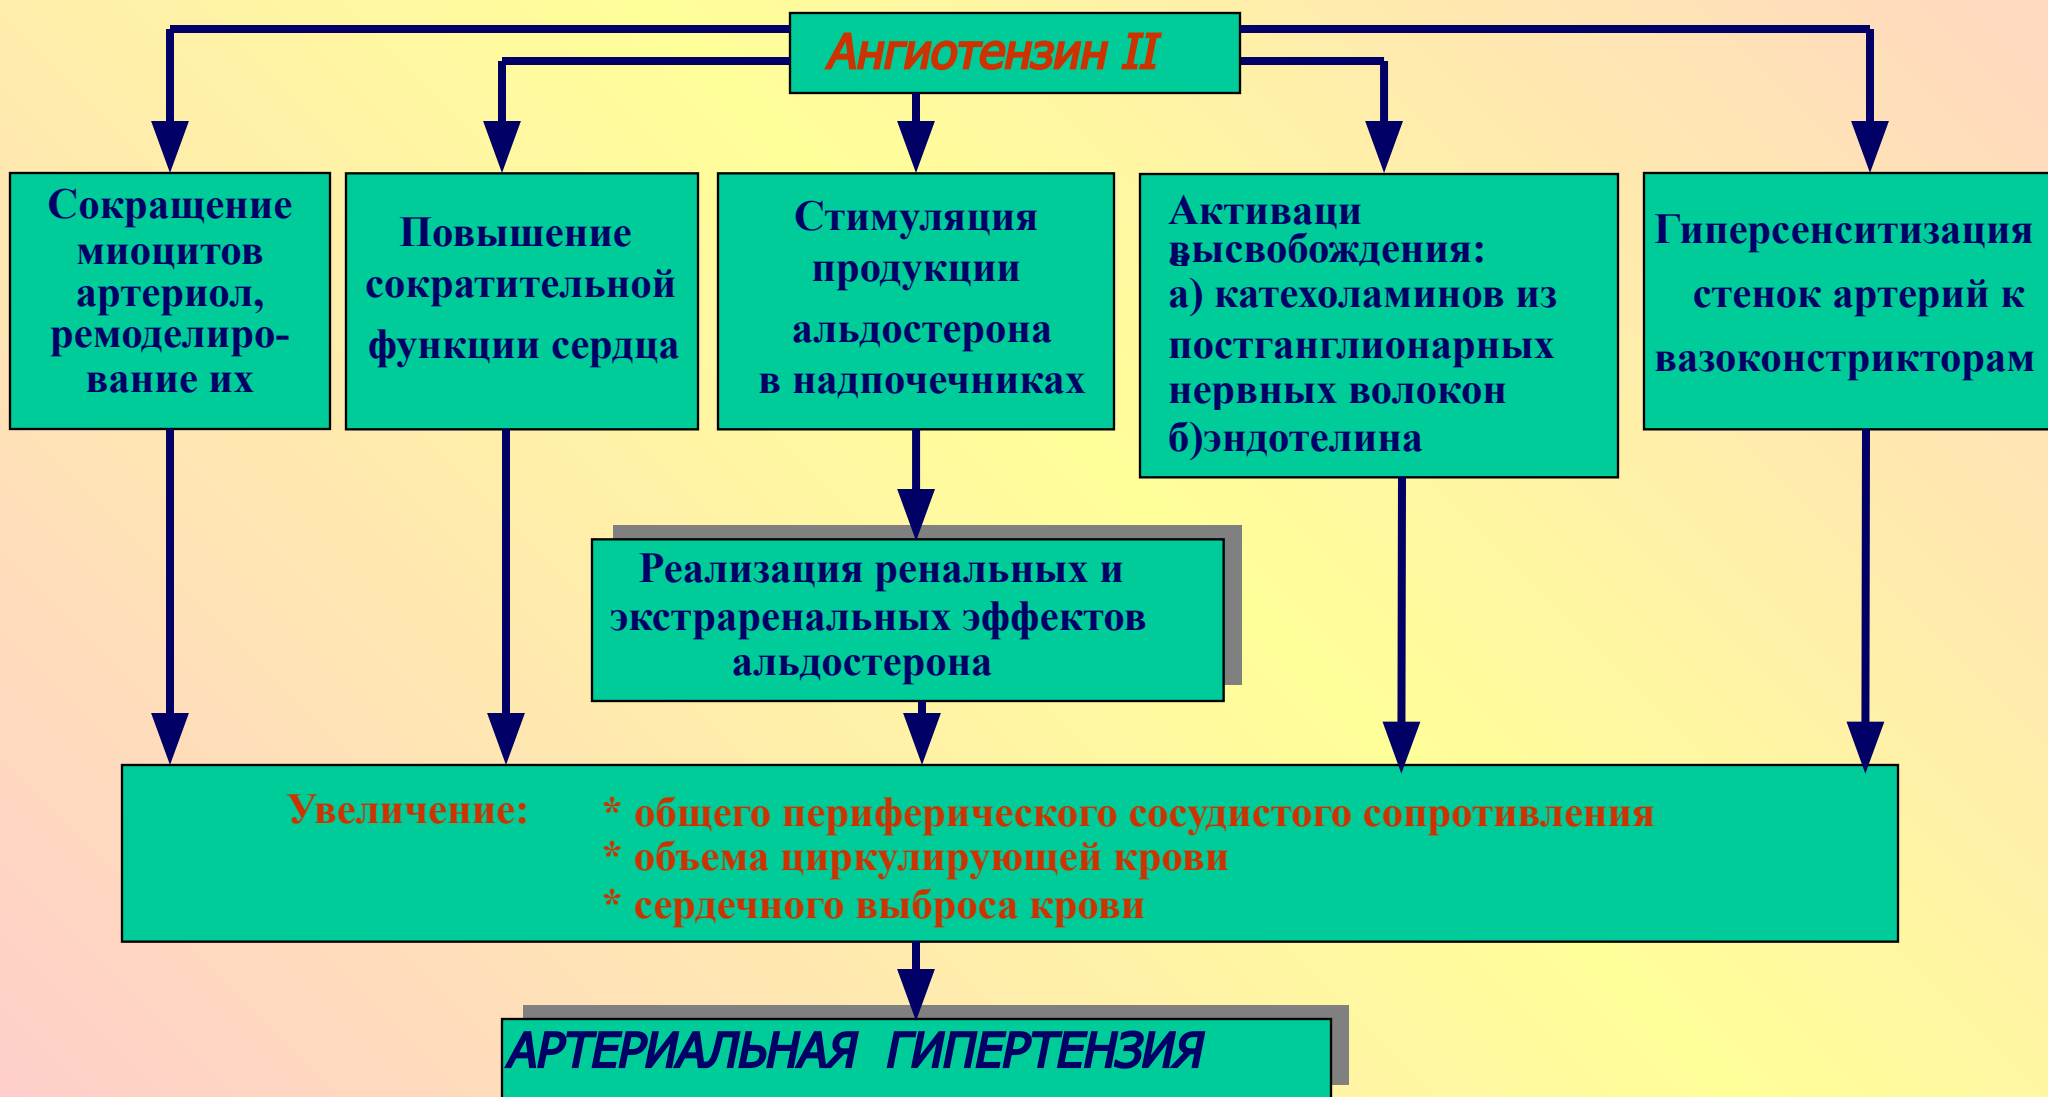 Ангиотензин II
Сокращение
миоцитов
артериол,
ремоделиро-
вание их
Повышение
сократительной
функции сердца
Стимуляция
продукции
альдостерона
в надпочечниках
Активаци
я
высвобождения:
а) катехоламинов из
постганглионарных
нервных волокон
б)эндотелина
Гиперсенситизация
стенок артерий к
вазоконстрикторам
Реализация ренальных и
экстраренальных эффектов
альдостерона
Увеличение: * общего периферического сосудистого сопротивления
* объема циркулирующей крови
* сердечного выброса крови
АРТЕРИАЛЬНАЯ ГИПЕРТЕНЗИЯ